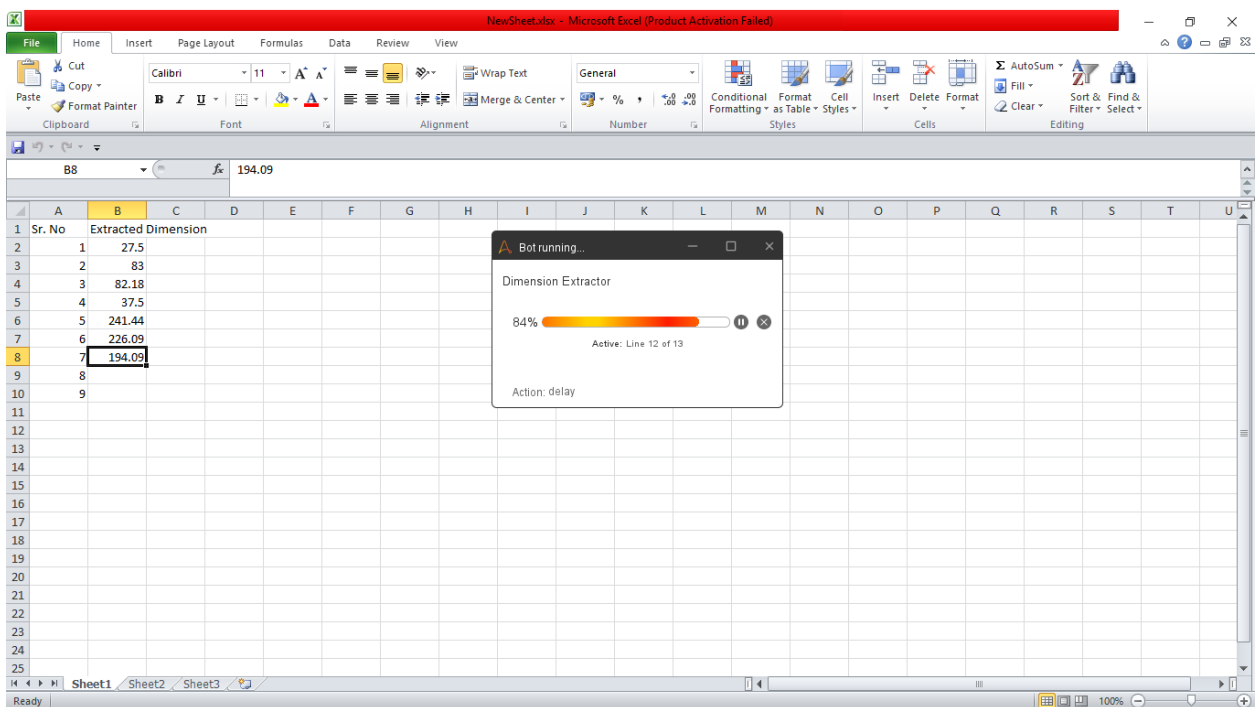 NewSheet.xlsx - Microsoft Excel (Product Activation Failed)
File Home Insert Page Layout Formulas Data Review View
Paste
Cut
Copy
Format Painter
Clipboard
Calibri 11
B I U
A A
A
Font
Wrap Text
Merge & Center
Alignment
General
% ,
.0 .00
.00 .0
Number
Conditional Formatting
Format as Table
Cell Styles
Styles
Insert Delete Format
Cells
Σ AutoSum
Fill
Clear
Sort & Filter
Find & Select
Editing
B8 fx 194.09
A B C D E F G H I J K L M N O P Q R S T U
1 Sr. No Extracted Dimension
2 1 27.5
3 2 83
4 3 82.18
5 4 37.5
6 5 241.44
7 6 226.09
8 7 194.09
9 8
10 9
11
12
13
14
15
16
17
18
19
20
21
22
23
24
25
Bot running...
Dimension Extractor
84%
Active: Line 12 of 13
Action: delay
Sheet1 Sheet2 Sheet3
Ready 100%